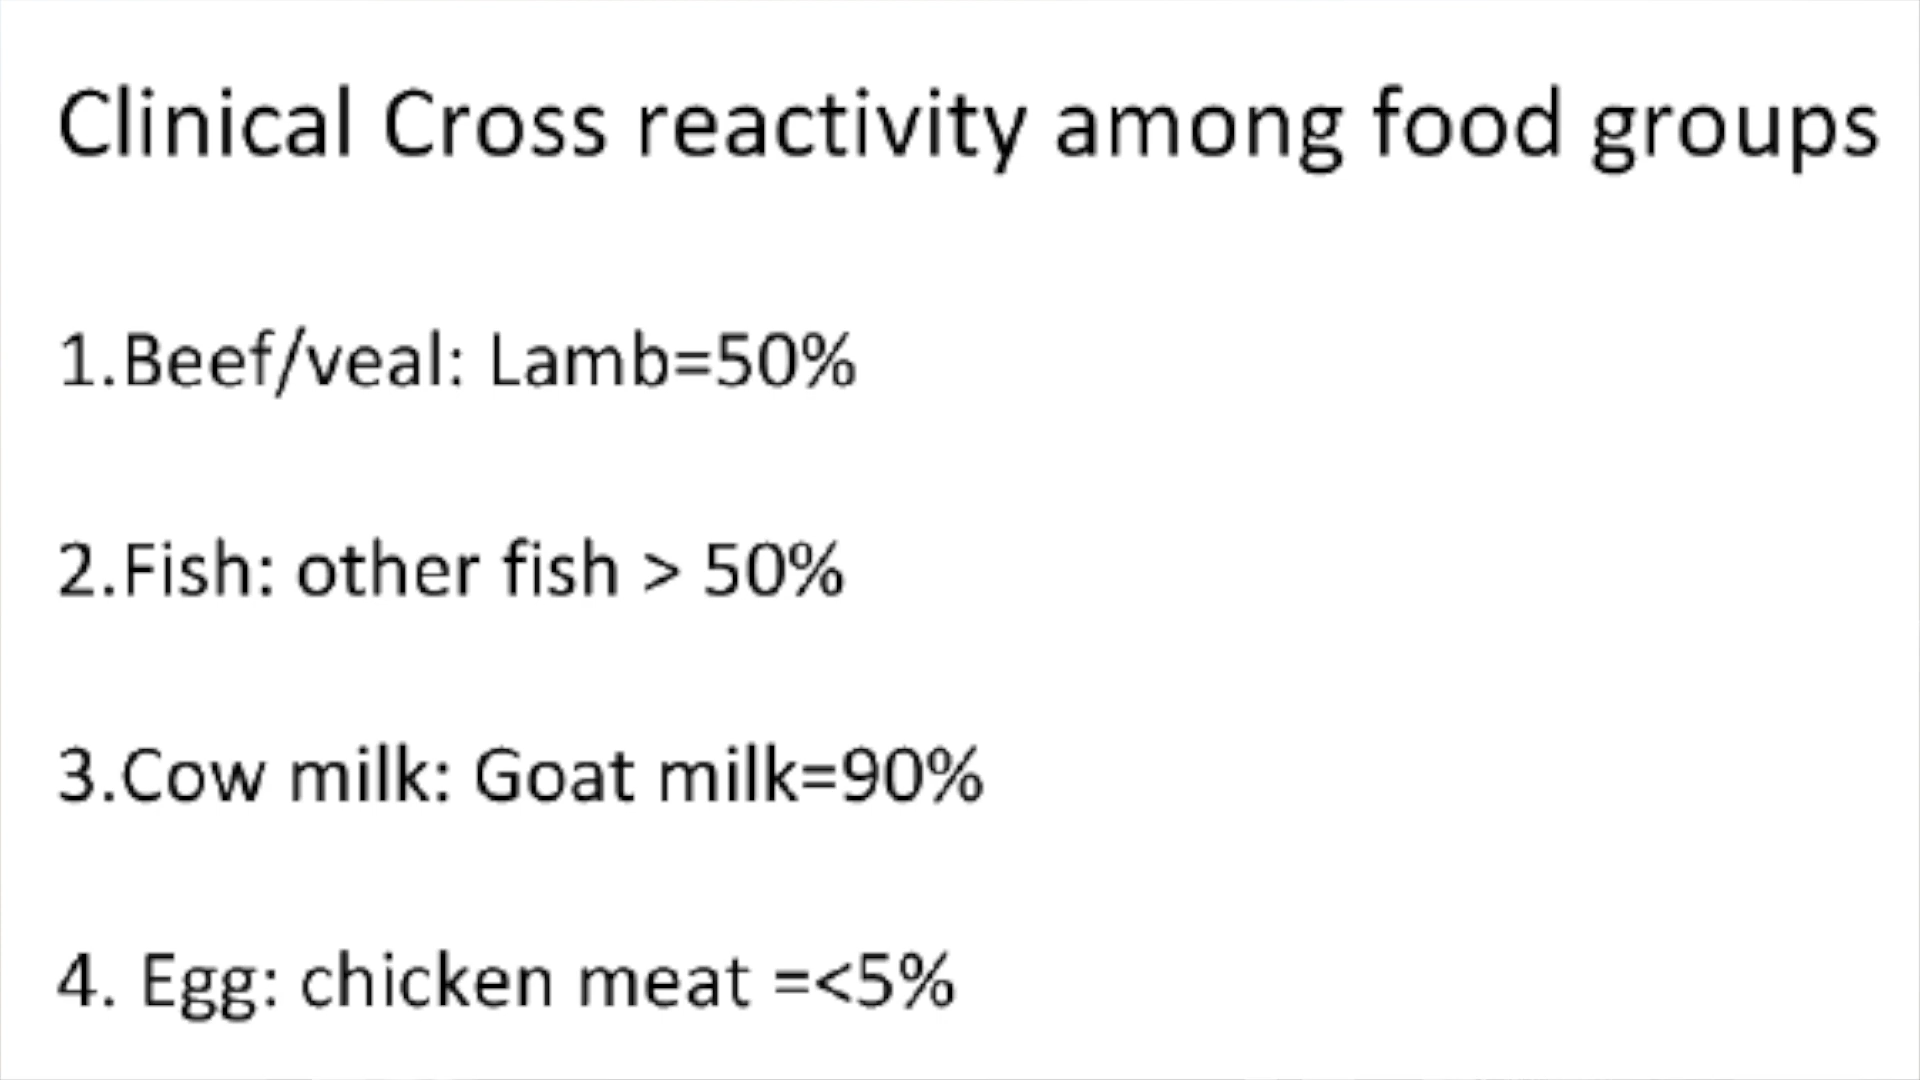 Clinical Cross reactivity among food groups
1.Beef/veal: Lamb=50%
2.Fish: other fish > 50%
3.Cow milk: Goat milk=90%
4. Egg: chicken meat =<5%